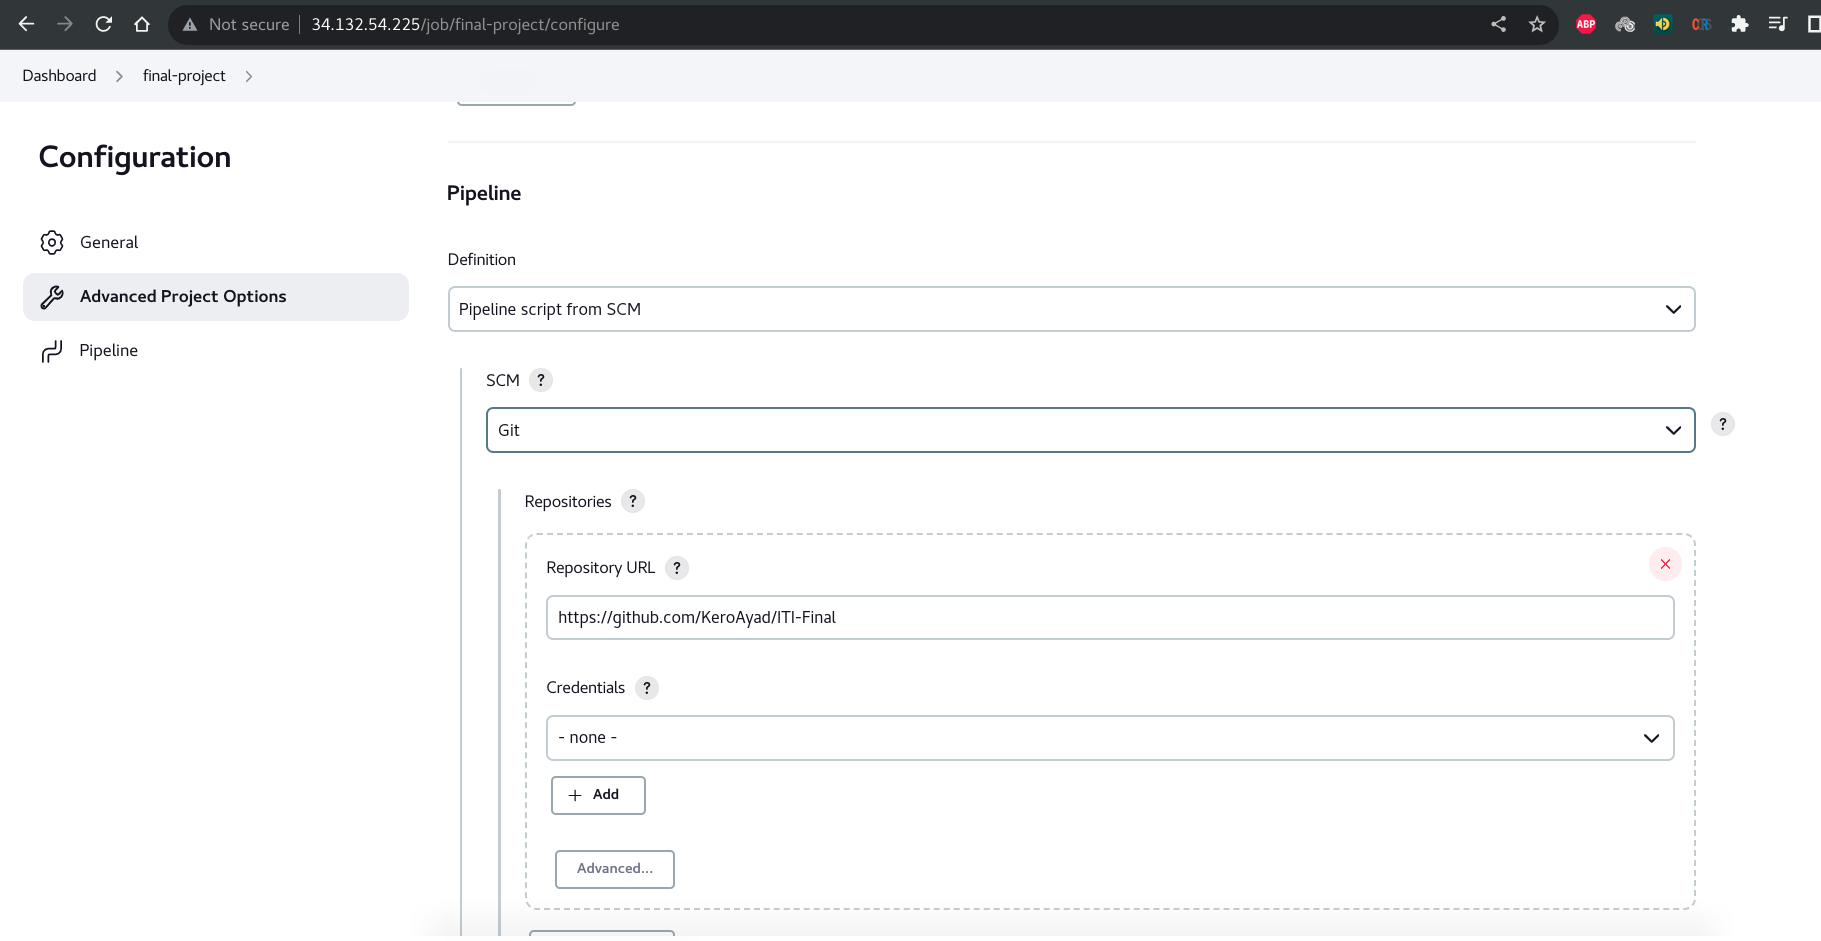 Not secure 34.132.54.225/job/final-project/configure ABP
Dashboard final-project
Configuration
General
Advanced Project Options
Pipeline
Pipeline
Definition
Pipeline script from SCM
SCM ?
Git
?
Repositories ?
Repository URL ?
https://github.com/KeroAyad/ITI-Final
Credentials ?
- none -
+ Add
Advanced...